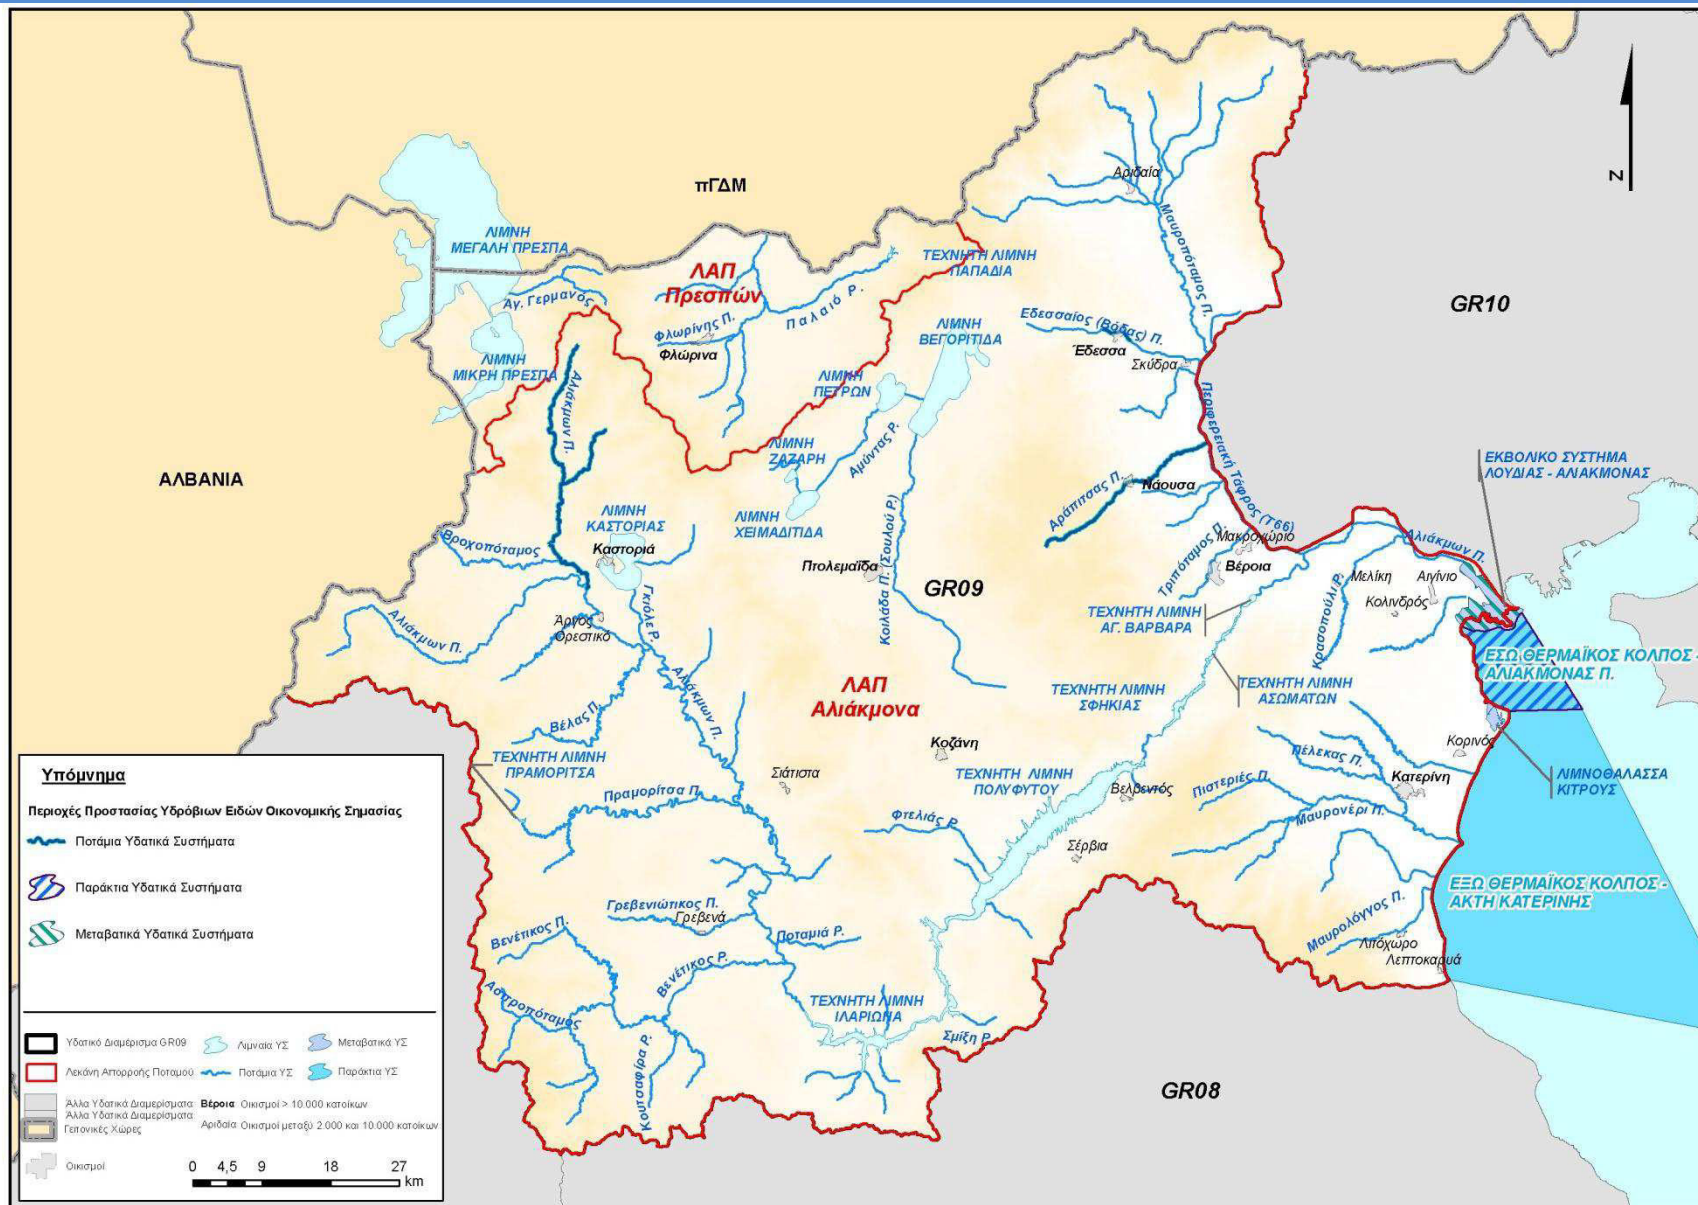 πΓΔΜ
Αριδαία
Μαυροπόταμος Π.
Z
ΛΙΜΝΗ
ΜΕΓΑΛΗ ΠΡΕΣΠΑ
ΛΑΠ
Πρεσπών
ΤΕΧΝΗΤΗ ΛΙΜΝΗ
ΠΑΠΑΔΙΑ
Αγ. Γερμανός
Παλαιό Ρ.
GR10
Φλωρίνης Π.
Φλώρινα
ΛΙΜΝΗ
ΒΕΓΟΡΙΤΙΔΑ
Εδεσσαίος (Βόδας) Π.
Έδεσσα
Σκύδρα
ΛΙΜΝΗ
ΜΙΚΡΗ ΠΡΕΣΠΑ
ΛΙΜΝΗ
ΠΕΤΡΩΝ
Αλιάκμων Π.
Περιφερειακή Τάφρος (Τ66)
ΑΛΒΑΝΙΑ
ΛΙΜΝΗ
ΖΑΖΑΡΗ
Αμύντας Ρ.
ΕΚΒΟΛΙΚΟ ΣΥΣΤΗΜΑ
ΛΟΥΔΙΑΣ - ΑΛΙΑΚΜΟΝΑΣ
Αράπιτσας Π.
Νάουσα
ΛΙΜΝΗ
ΚΑΣΤΟΡΙΑΣ
ΛΙΜΝΗ
ΧΕΙΜΑΔΙΤΙΔΑ
Βροχοπόταμος
Καστοριά
Πτολεμαΐδα
Κοιλάδα Π. (Σουλού Ρ.)
GR09
Τριπόταμος Π.
Μακροχώριο
Βέροια
Αλιάκμων Π.
Μελίκη
Αιγίνιο
Κολινδρός
Κρασοπούλι Ρ.
Γκιόλε Ρ.
Άργος
Ορεστικό
Αλιάκμων Π.
ΤΕΧΝΗΤΗ ΛΙΜΝΗ
ΑΓ. ΒΑΡΒΑΡΑ
ΕΣΩ ΘΕΡΜΑΪΚΟΣ ΚΟΛΠΟΣ -
ΑΛΙΑΚΜΟΝΑΣ Π.
Αλιάκμων Π.
ΛΑΠ
Αλιάκμονα
ΤΕΧΝΗΤΗ ΛΙΜΝΗ
ΣΦΗΚΙΑΣ
ΤΕΧΝΗΤΗ ΛΙΜΝΗ
ΑΣΩΜΑΤΩΝ
Βέλας Π.
ΤΕΧΝΗΤΗ ΛΙΜΝΗ
ΠΡΑΜΟΡΙΤΣΑ
Κοζάνη
Σιάτιστα
ΤΕΧΝΗΤΗ ΛΙΜΝΗ
ΠΟΛΥΦΥΤΟΥ
Βελβεντός
Πέλεκας Π.
Κορινός
Κατερίνη
ΛΙΜΝΟΘΑΛΑΣΣΑ
ΚΙΤΡΟΥΣ
Πιστεριές Π.
Πραμορίτσα Π.
Φτελιάς Ρ.
Μαυρονέρι Π.
Σέρβια
ΕΞΩ ΘΕΡΜΑΪΚΟΣ ΚΟΛΠΟΣ -
ΑΚΤΗ ΚΑΤΕΡΙΝΗΣ
Γρεβενιώτικος Π.
Γρεβενά
Μαυρολόγγος Π.
Λιτόχωρο
Λεπτοκαρυά
Βενέτικος Π.
Ποταμιά Ρ.
Βενέτικος Ρ.
Ασπροπόταμος
ΤΕΧΝΗΤΗ ΛΙΜΝΗ
ΙΛΑΡΙΩΝΑ
Σμίξη Ρ.
Κουτσαφίρα Ρ.
GR08
Υπόμνημα
Περιοχές Προστασίας Υδρόβιων Ειδών Οικονομικής Σημασίας
Ποτάμια Υδατικά Συστήματα
Παράκτια Υδατικά Συστήματα
Μεταβατικά Υδατικά Συστήματα
Υδατικό Διαμέρισμα GR09
Λιμναία ΥΣ
Μεταβατικά ΥΣ
Λεκάνη Απορροής Ποταμού
Ποτάμια ΥΣ
Παράκτια ΥΣ
Άλλα Υδατικά Διαμερίσματα
Άλλα Υδατικά Διαμερίσματα
Γειτονικές Χώρες
Βέροια Οικισμοί > 10.000 κατοίκων
Αριδαία Οικισμοί μεταξύ 2.000 και 10.000 κατοίκων
Οικισμοί
0 4,5 9 18 27
km